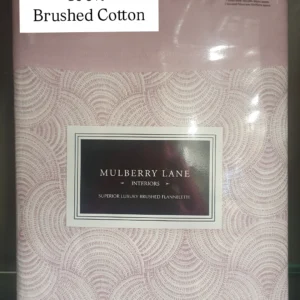 Brushed Cotton
MULBERRY LANE
INTERIORS
SUPERIOR LUXURY BRUSHED FLANNELETTE